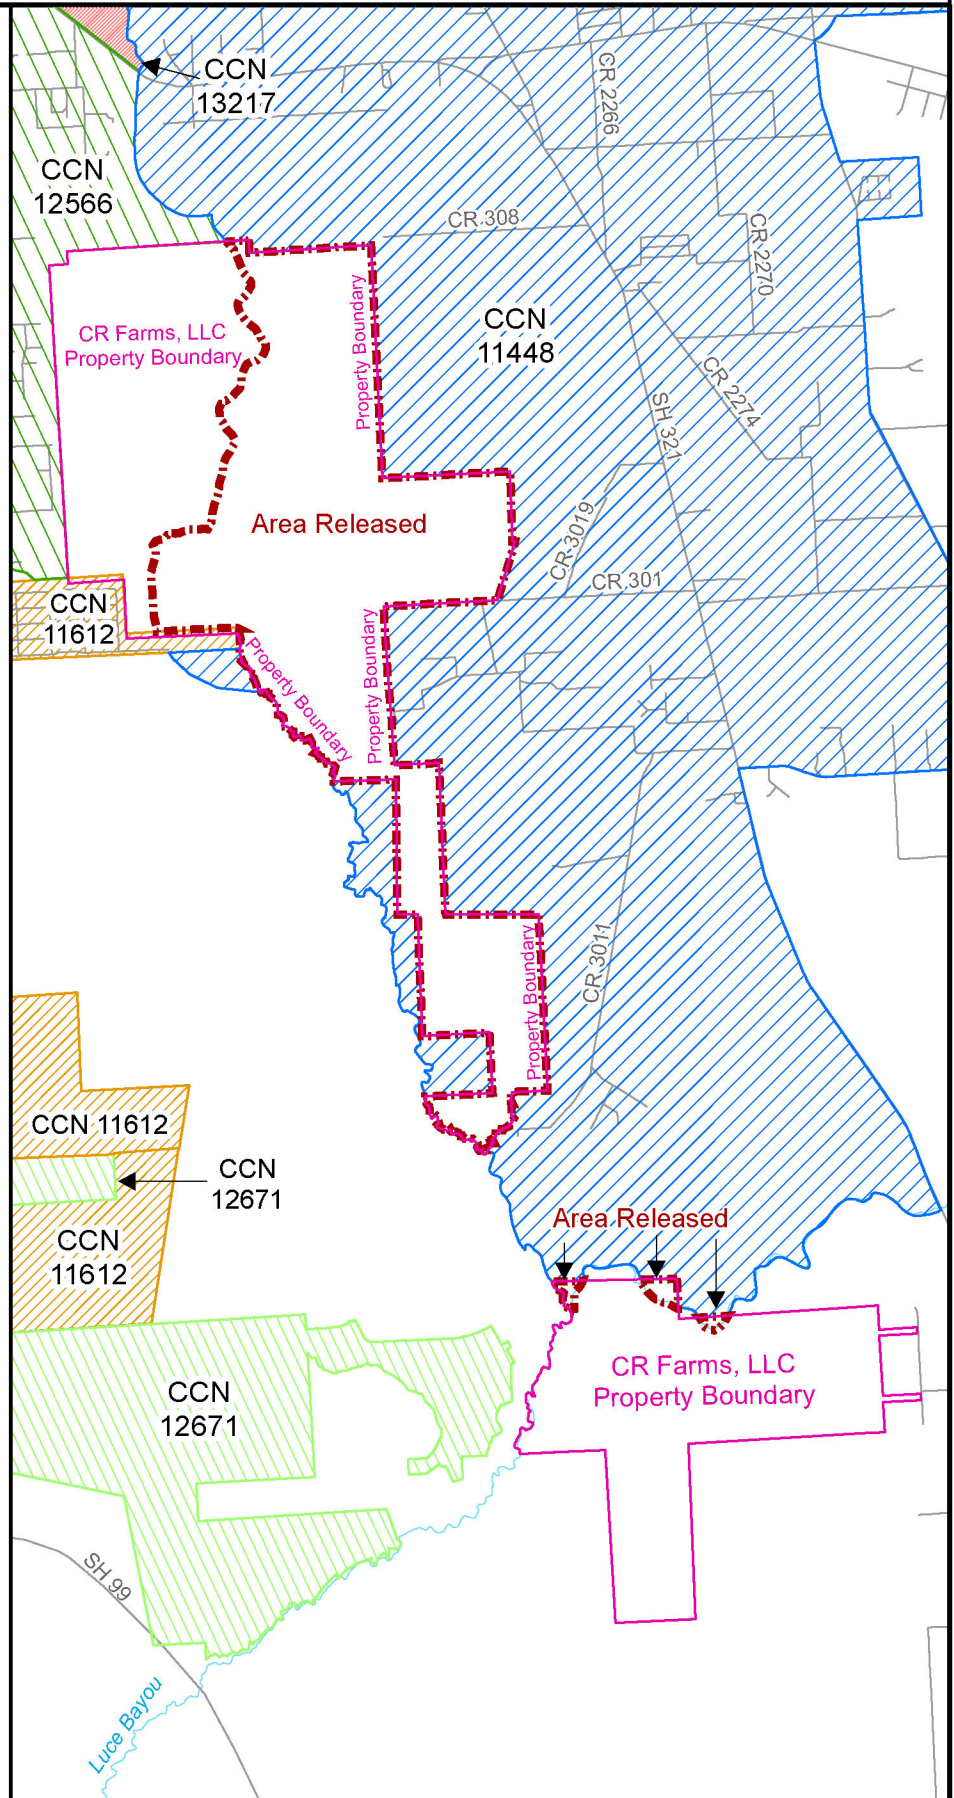 CCN
13217
CR 2266
CCN
12566
CR 308
CR 2270
CR Farms, LLC
Property Boundary
Property Boundary
CCN
11448
CR 2274
SH 321
Area Released
CR 3019
CR 301
CCN
11612
Property Boundary
Property Boundary
Property Boundary
CR 3011
CCN 11612
CCN
12671
CCN
11612
Area Released
CR Farms, LLC
Property Boundary
CCN
12671
SH 99
Luce Bayou